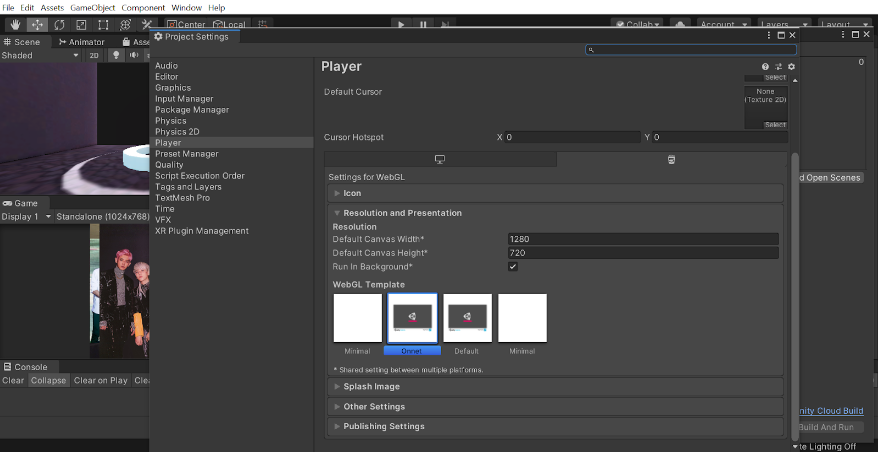 File Edit Assets GameObject Component Window Help
Center Local
Collab Account Layers Layout
Scene Animator
Shaded 2D
Project Settings
Audio
Editor
Graphics
Input Manager
Package Manager
Physics
Physics 2D
Player
Preset Manager
Quality
Script Execution Order
Tags and Layers
TextMesh Pro
Time
VFX
XR Plugin Management
Player
Select
Default Cursor
None
(Texture 2D)
Select
Cursor Hotspot X 0 Y 0
Settings for WebGL
Icon
Resolution and Presentation
Resolution
Default Canvas Width* 1280
Default Canvas Height* 720
Run In Background*
WebGL Template
Minimal Onnet Default Minimal
* Shared setting between multiple platforms.
Splash Image
Other Settings
Publishing Settings
Game
Display 1 Standalone (1024x768)
Console
Clear Collapse Clear on Play
0
d Open Scenes
nity Cloud Build
Build And Run
te Lighting Off